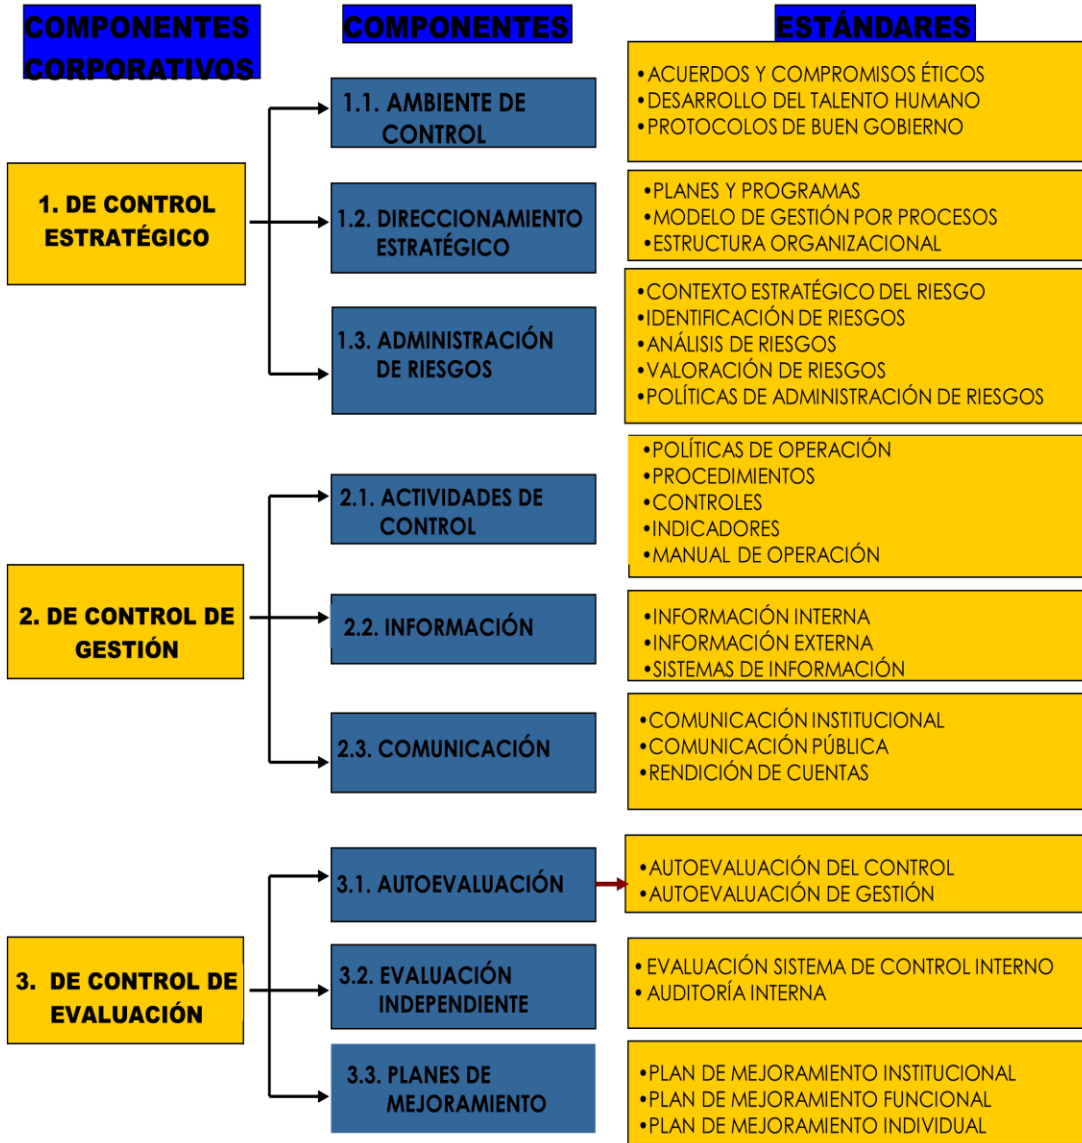 COMPONENTES
CORPORATIVOS
COMPONENTES
ESTÁNDARES
1. DE CONTROL
ESTRATÉGICO
1.1. AMBIENTE DE
CONTROL
•ACUERDOS Y COMPROMISOS ÉTICOS
•DESARROLLO DEL TALENTO HUMANO
•PROTOCOLOS DE BUEN GOBIERNO
1.2. DIRECCIONAMIENTO
ESTRATÉGICO
•PLANES Y PROGRAMAS
•MODELO DE GESTIÓN POR PROCESOS
•ESTRUCTURA ORGANIZACIONAL
1.3. ADMINISTRACIÓN
DE RIESGOS
•CONTEXTO ESTRATÉGICO DEL RIESGO
•IDENTIFICACIÓN DE RIESGOS
•ANÁLISIS DE RIESGOS
•VALORACIÓN DE RIESGOS
•POLÍTICAS DE ADMINISTRACIÓN DE RIESGOS
2. DE CONTROL DE
GESTIÓN
2.1. ACTIVIDADES DE
CONTROL
•POLÍTICAS DE OPERACIÓN
•PROCEDIMIENTOS
•CONTROLES
•INDICADORES
•MANUAL DE OPERACIÓN
2.2. INFORMACIÓN
•INFORMACIÓN INTERNA
•INFORMACIÓN EXTERNA
•SISTEMAS DE INFORMACIÓN
2.3. COMUNICACIÓN
•COMUNICACIÓN INSTITUCIONAL
•COMUNICACIÓN PÚBLICA
•RENDICIÓN DE CUENTAS
3. DE CONTROL DE
EVALUACIÓN
3.1. AUTOEVALUACIÓN
•AUTOEVALUACIÓN DEL CONTROL
•AUTOEVALUACIÓN DE GESTIÓN
3.2. EVALUACIÓN
INDEPENDIENTE
• EVALUACIÓN SISTEMA DE CONTROL INTERNO
• AUDITORÍA INTERNA
3.3. PLANES DE
MEJORAMIENTO
•PLAN DE MEJORAMIENTO INSTITUCIONAL
•PLAN DE MEJORAMIENTO FUNCIONAL
•PLAN DE MEJORAMIENTO INDIVIDUAL